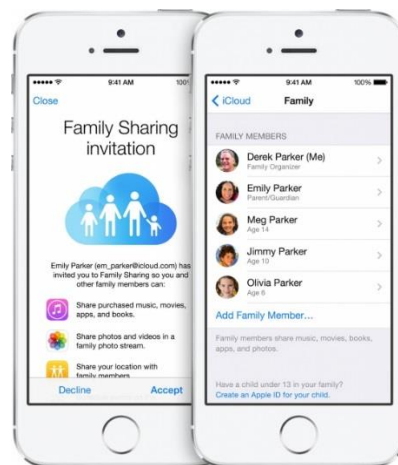 9:41 AM
100%
Close
Family Sharing
invitation
Emily Parker (em_parker@icloud.com) has
invited you to Family Sharing so you and
other family members can:
Share purchased music, movies,
apps, and books.
Share photos and videos in a
family photo stream.
Share your location with
family members.
Decline
Accept
9:41 AM
100%
iCloud
Family
FAMILY MEMBERS
Derek Parker (Me)
Family Organizer
Emily Parker
Parent/Guardian
Meg Parker
Age 14
Jimmy Parker
Age 10
Olivia Parker
Age 6
Add Family Member...
Family members share music, movies, books,
apps, and photos.
Have a child under 13 in your family?
Create an Apple ID for your child.